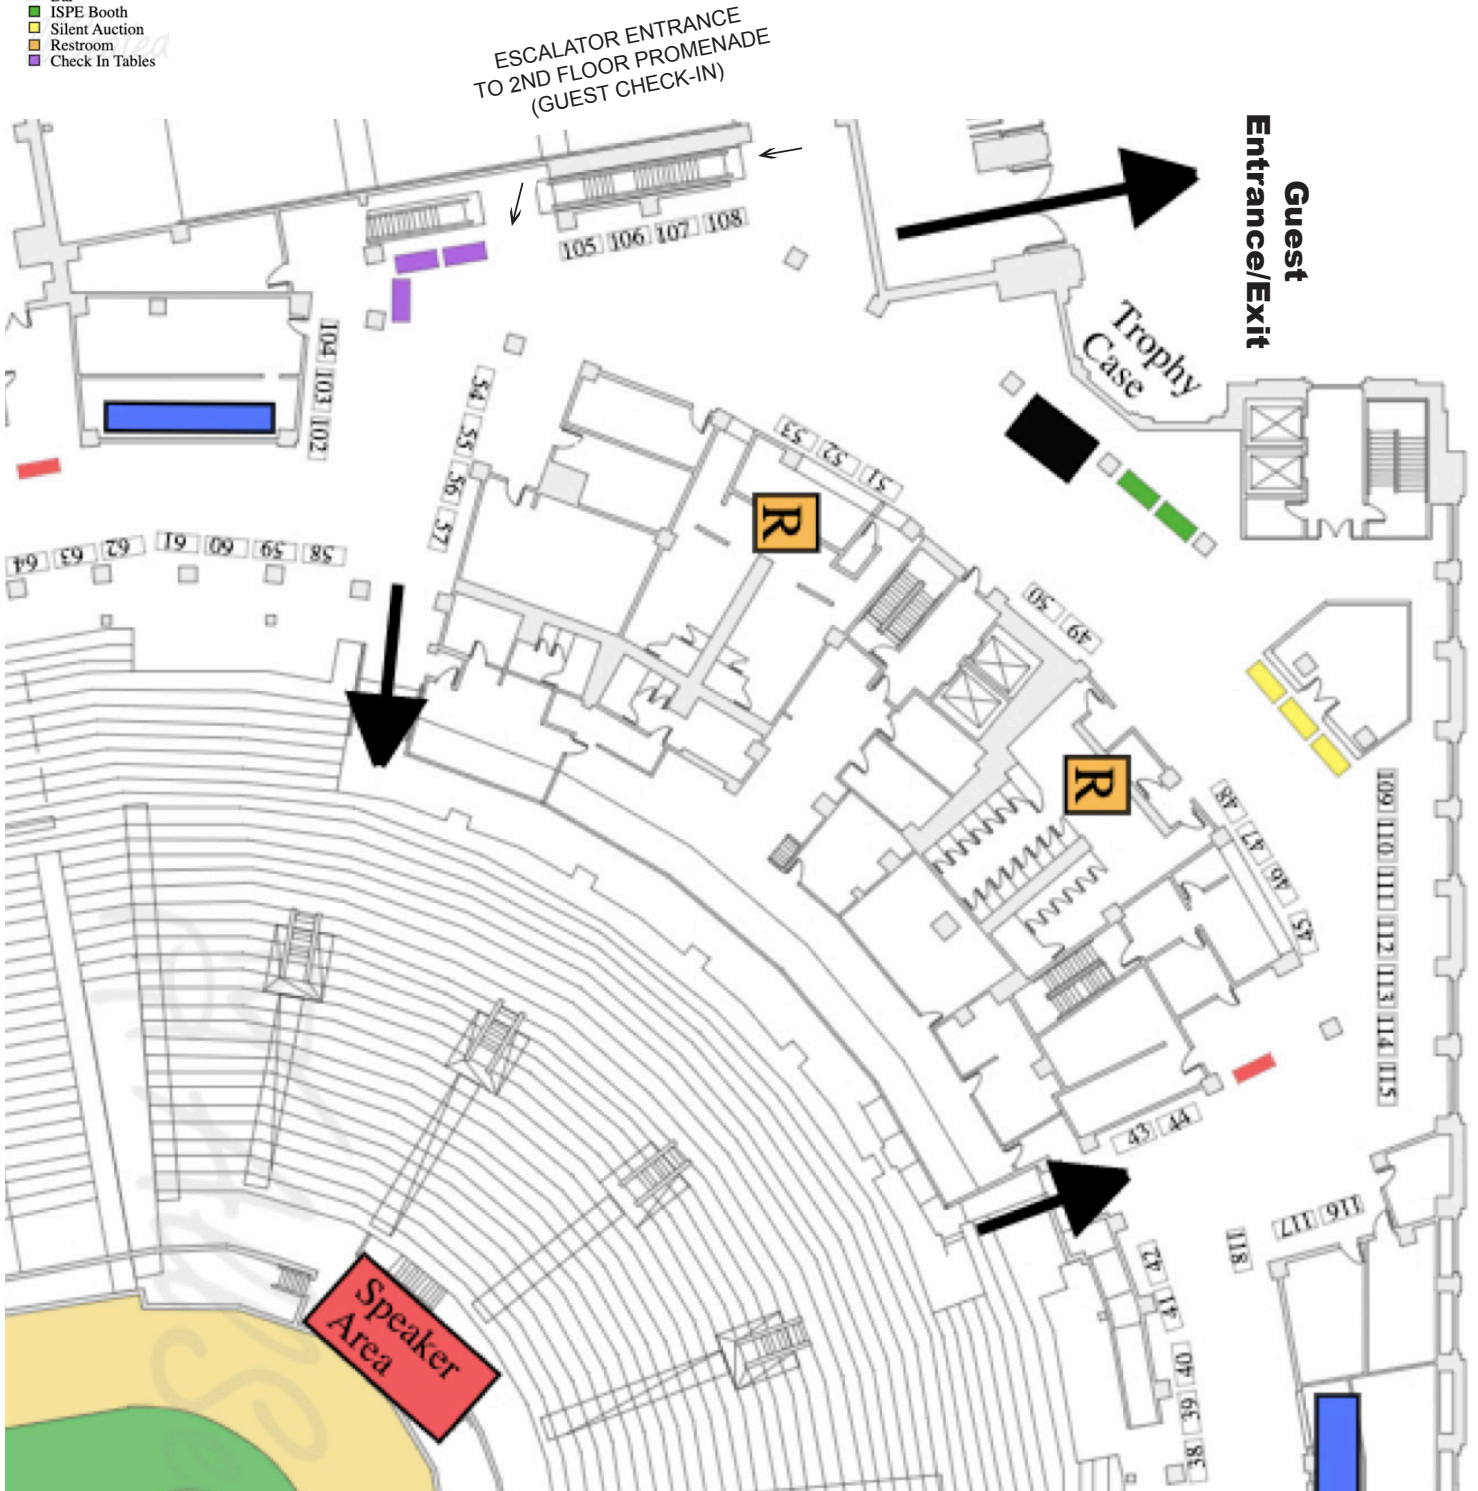 ISPE Booth
Silent Auction
Restroom
Check In Tables
ESCALATOR ENTRANCE
TO 2ND FLOOR PROMENADE
(GUEST CHECK-IN)
Guest
Entrance/Exit
Trophy
Case
105 106 107 108
104
103
102
54
55
56
57
53 52 51
R
64 63 62 61 60 59 58
50 49
R
48
47
46
45
109
110
111
112
113
114
115
43 44
117 116
118
42
41
40
39
38
Speaker
Area